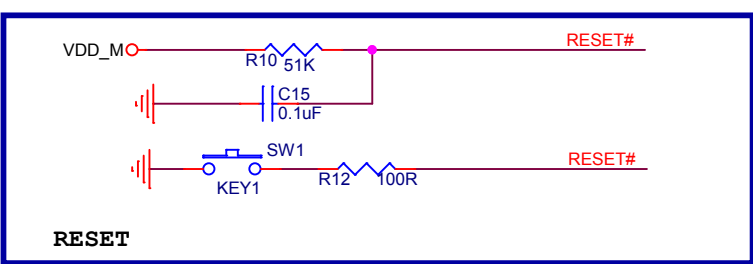 VDD_M
RESET#
R10 51K
C15
0.1uF
SW1
RESET#
KEY1
R12 100R
RESET